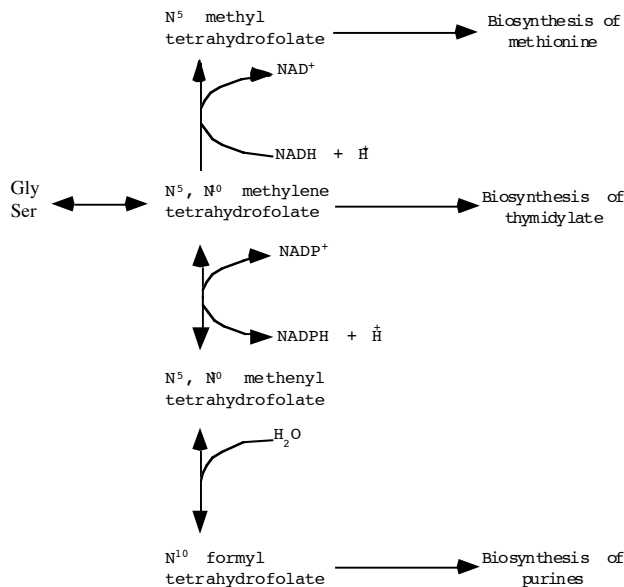 N⁵ methyl
tetrahydrofolate
Biosynthesis of
methionine
NAD⁺
NADH + H⁺
Gly
Ser
N⁵, N¹⁰ methylene
tetrahydrofolate
Biosynthesis of
thymidylate
NADP⁺
NADPH + H⁺
N⁵, N¹⁰ methenyl
tetrahydrofolate
H₂O
N¹⁰ formyl
tetrahydrofolate
Biosynthesis of
purines